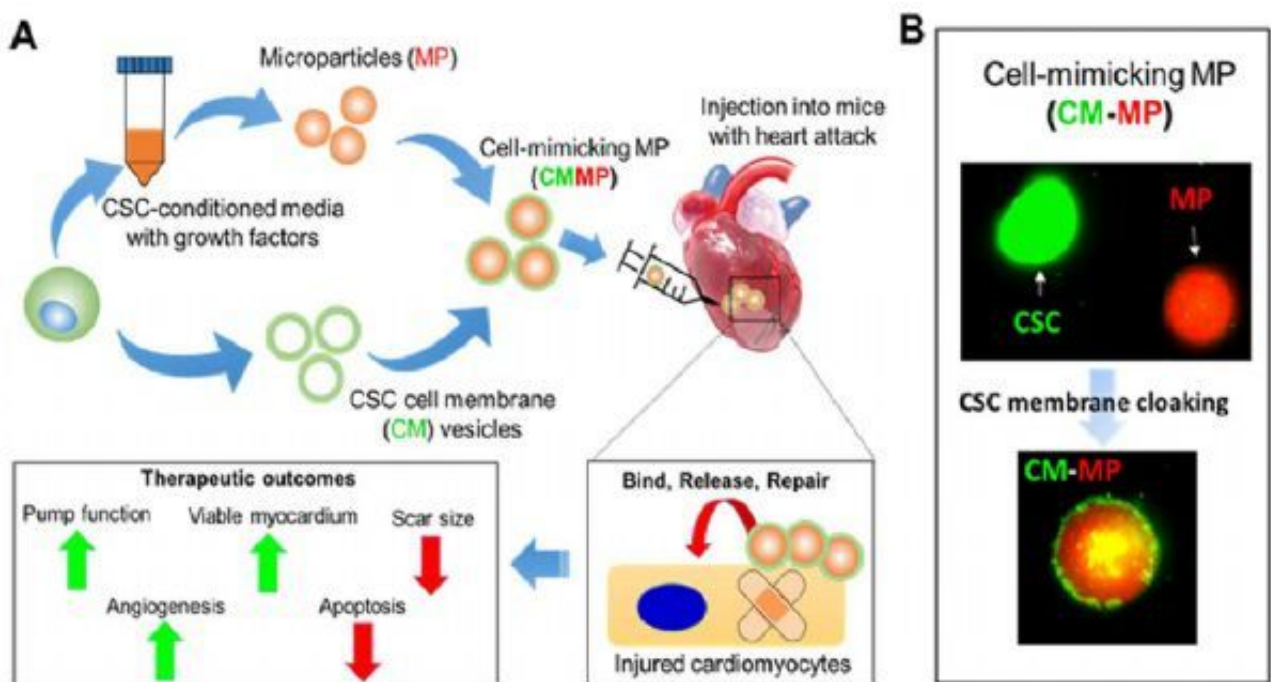 A
Microparticles (MP)
CSC-conditioned media
with growth factors
Cell-mimicking MP
(CMMP)
Injection into mice
with heart attack
CSC cell membrane
(CM) vesicles
Therapeutic outcomes
Pump function
Viable myocardium
Scar size
Angiogenesis
Apoptosis
Bind, Release, Repair
Injured cardiomyocytes
B
Cell-mimicking MP
(CM-MP)
MP
CSC
CSC membrane cloaking
CM-MP